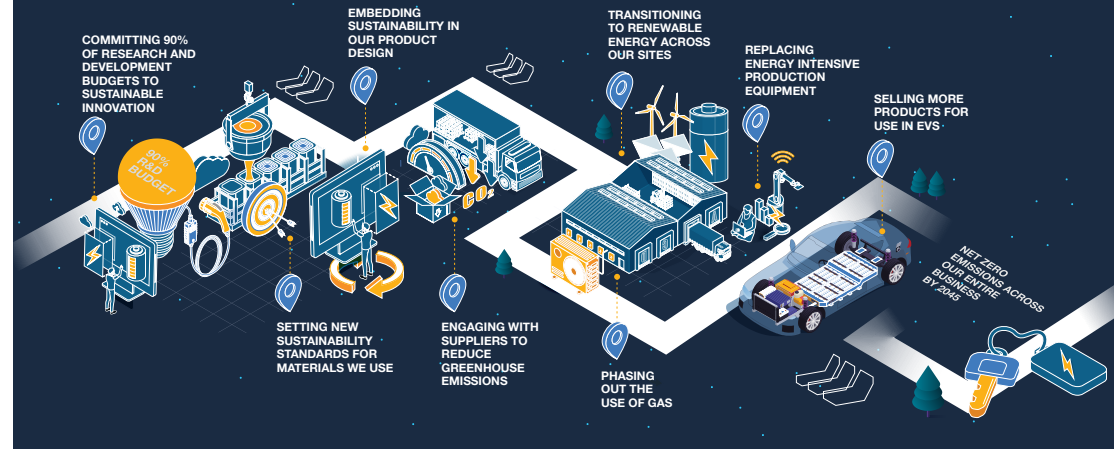 COMMITTING 90%
OF RESEARCH AND
DEVELOPMENT
BUDGETS TO
SUSTAINABLE
INNOVATION
90%
R&D
BUDGET
SETTING NEW
SUSTAINABILITY
STANDARDS FOR
MATERIALS WE USE
EMBEDDING
SUSTAINABILITY IN
OUR PRODUCT
DESIGN
CO2
ENGAGING WITH
SUPPLIERS TO
REDUCE
GREENHOUSE
EMISSIONS
TRANSITIONING
TO RENEWABLE
ENERGY ACROSS
OUR SITES
PHASING
OUT THE
USE OF GAS
REPLACING
ENERGY INTENSIVE
PRODUCTION
EQUIPMENT
SELLING MORE
PRODUCTS FOR
USE IN EVS
NET ZERO
EMISSIONS ACROSS
OUR ENTIRE
BUSINESS
BY 2045